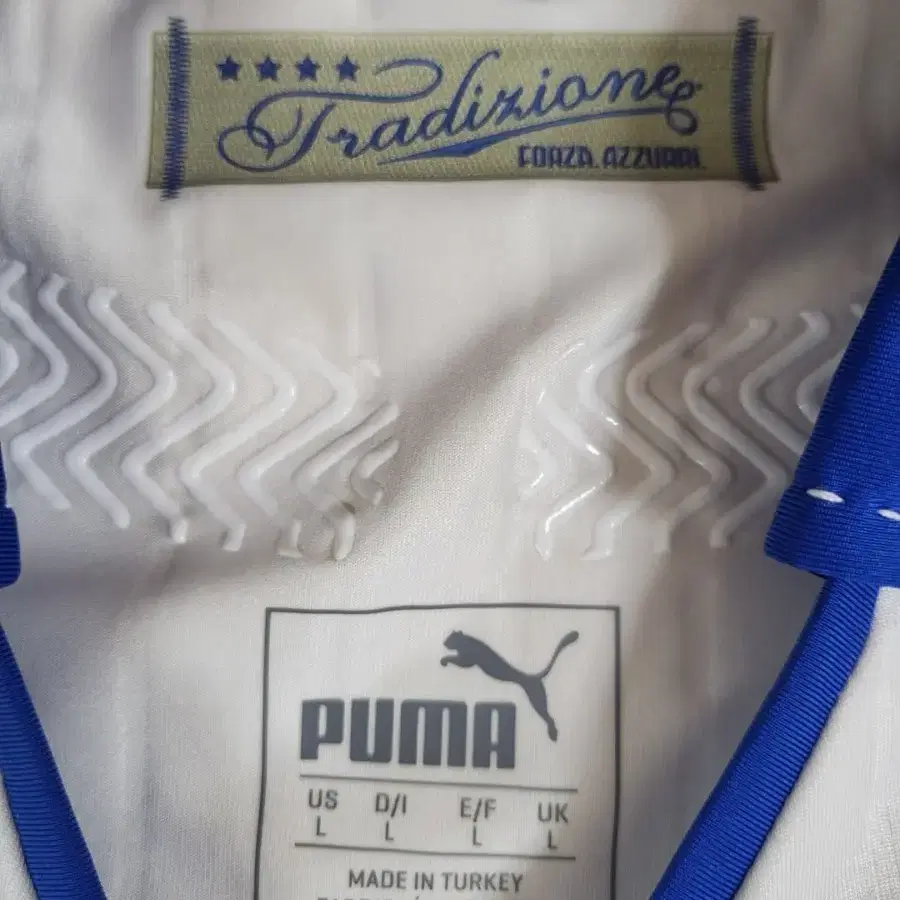 ★★★★
Tradizione
FORZA. AZZURRI.
PUMA
US D/I E/F UK
L L L L
MADE IN TURKEY